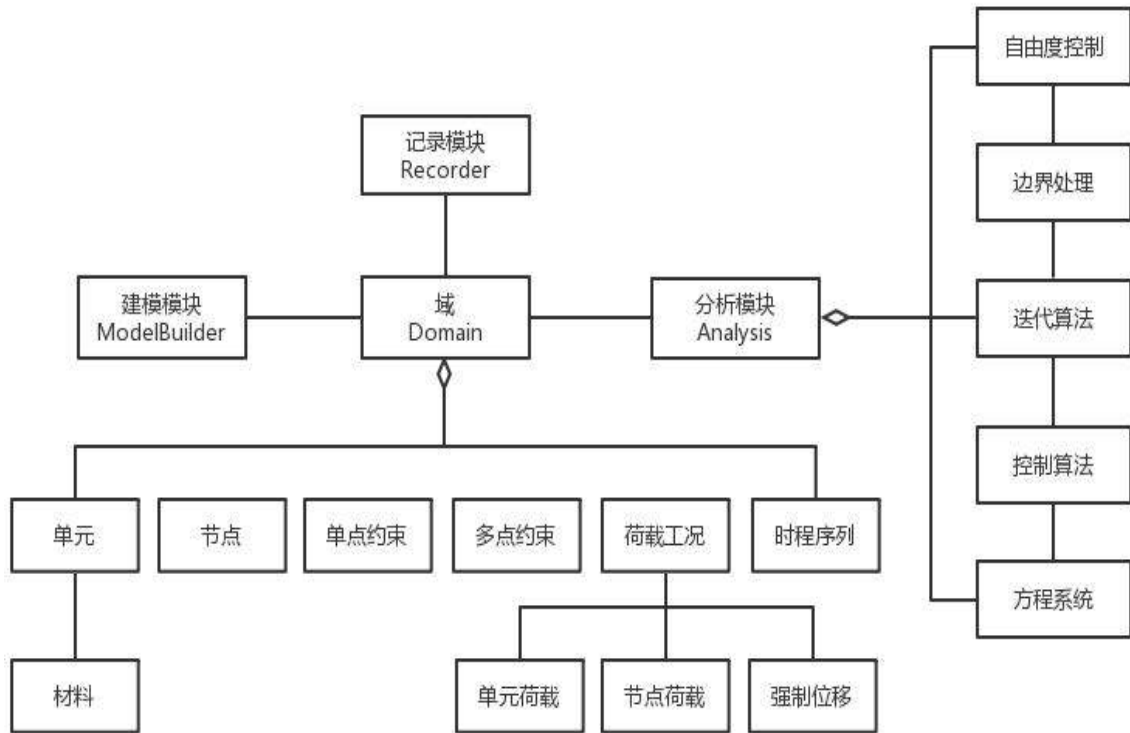 自由度控制
记录模块
Recorder
边界处理
建模模块
ModelBuilder
域
Domain
分析模块
Analysis
迭代算法
控制算法
单元
节点
单点约束
多点约束
荷载工况
时程序列
方程系统
材料
单元荷载
节点荷载
强制位移